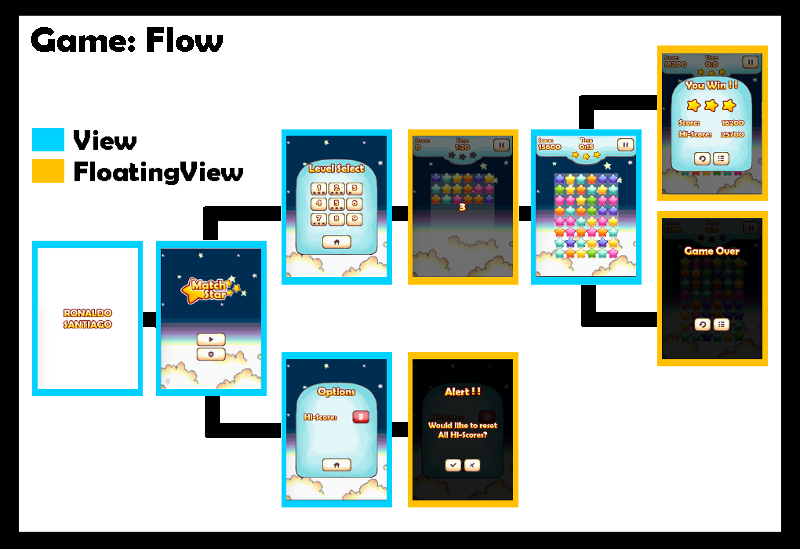 Game: Flow
View
FloatingView
RONALDO
SANTIAGO
Match
Star
Level Select
1 2 3
4 5 6
7 8 9
Options
Hi-Score:
Score: Time
0 1:20
3
Alert !!
Would like to reset
All Hi-Scores?
Score: Time
15600 0:15
Score: Time
16200 0:0
You Win !!
Score: 16200
Hi-Score: 25700
Game Over